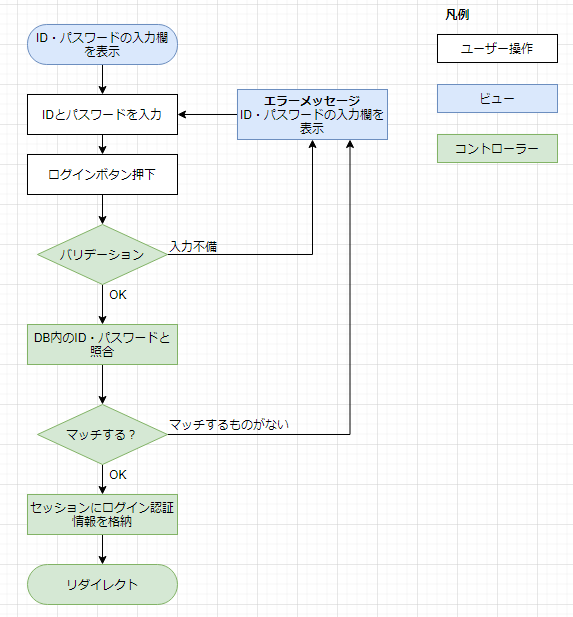 凡例
ID・パスワードの入力欄
を表示
ユーザー操作
エラーメッセージ
ID・パスワードの入力欄を
表示
ビュー
IDとパスワードを入力
コントローラー
ログインボタン押下
バリデーション
入力不備
OK
DB内のID・パスワードと
照合
マッチする？
マッチするものがない
OK
セッションにログイン認証
情報を格納
リダイレクト